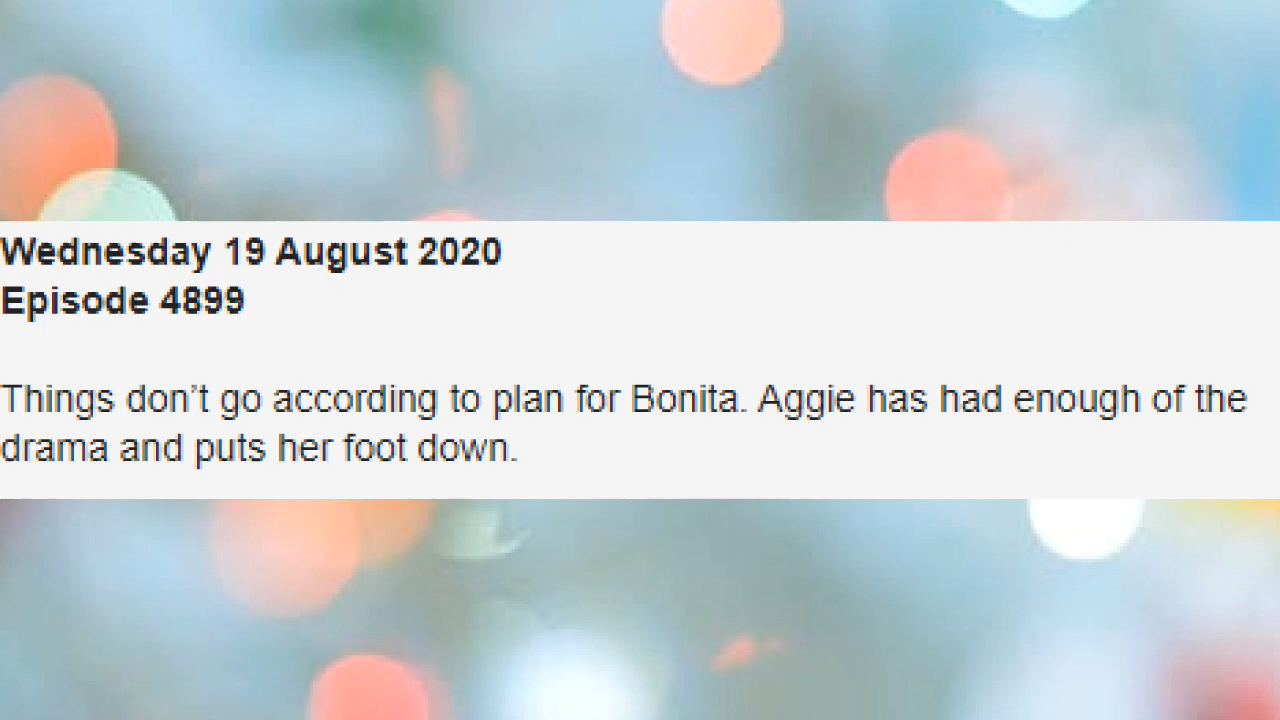 Wednesday 19 August 2020
Episode 4899
Things don’t go according to plan for Bonita. Aggie has had enough of the
drama and puts her foot down.